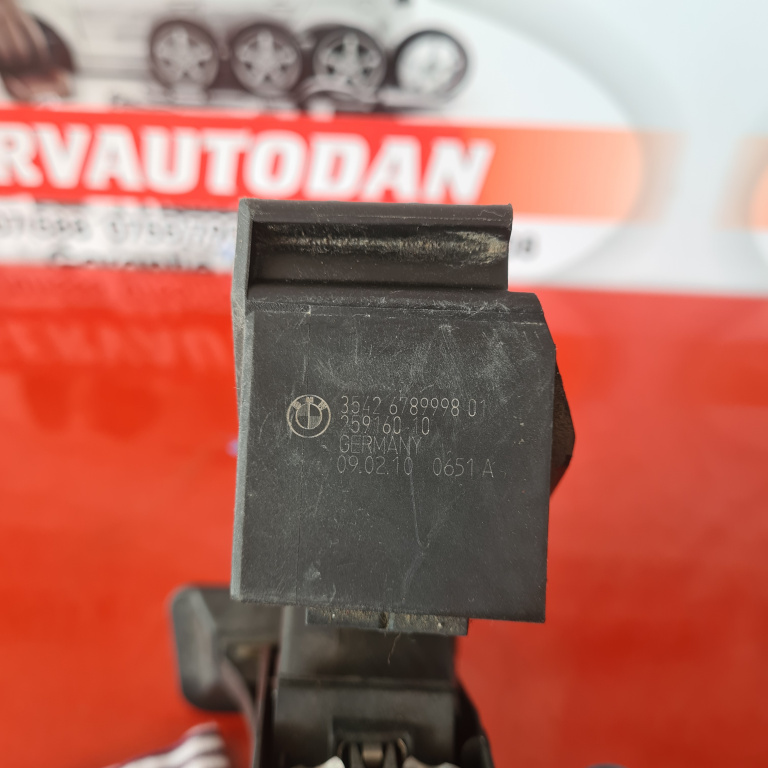 RVAUTODAN
3542 6789998 01
259160-10
GERMANY
09.02.10 0651 A